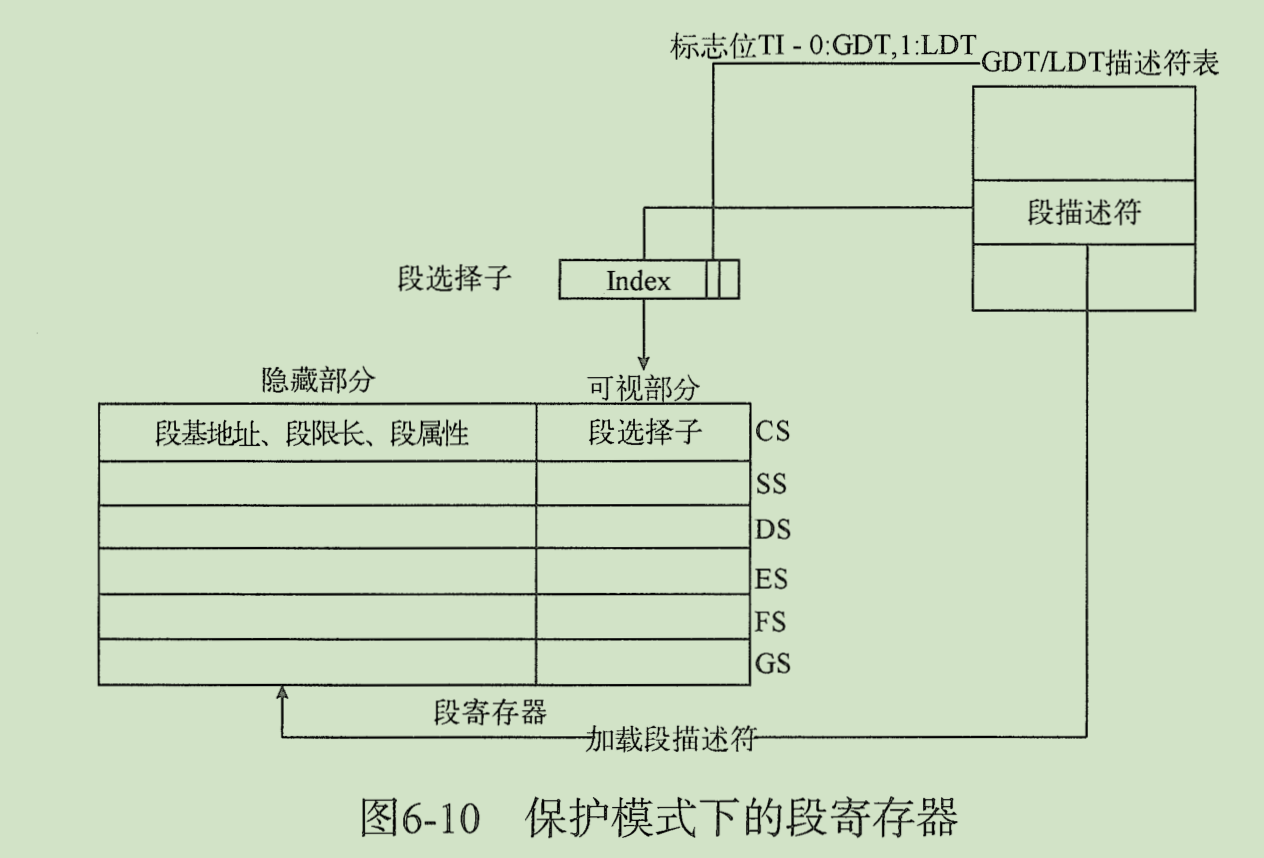 标志位TI - 0:GDT,1:LDT
GDT/LDT描述符表
段描述符
段选择子
Index
隐藏部分
可视部分
段基地址、段限长、段属性
段选择子
CS
SS
DS
ES
FS
GS
段寄存器
加载段描述符
图6-10 保护模式下的段寄存器